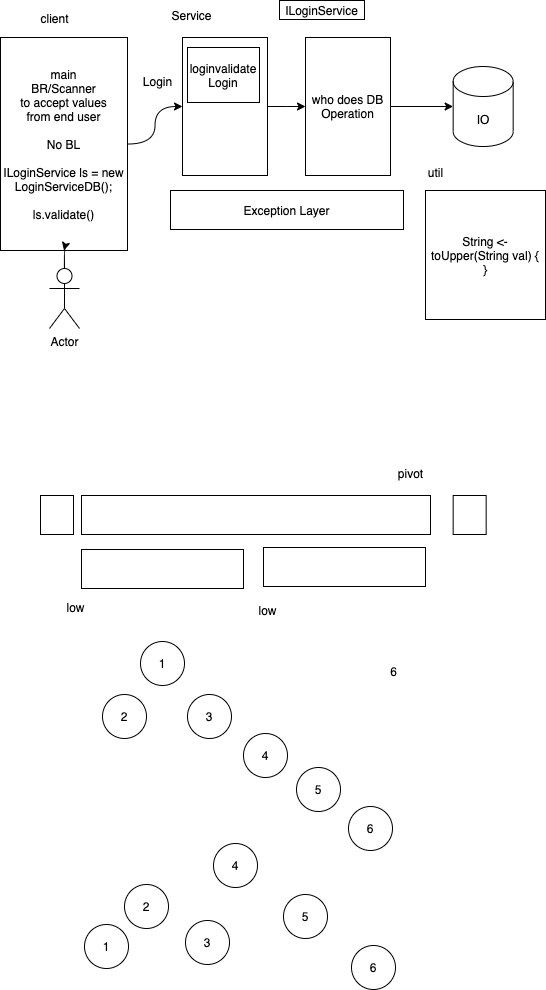 client
Service
ILoginService
main
BR/Scanner
to accept values
from end user
No BL
ILoginService ls = new
LoginServiceDB();
ls.validate()
Login
loginvalidate
Login
who does DB
Operation
IO
Exception Layer
util
String <-
toUpper(String val) {
}
Actor
pivot
low
low
1
6
2
3
4
5
6
4
2
5
1
3
6